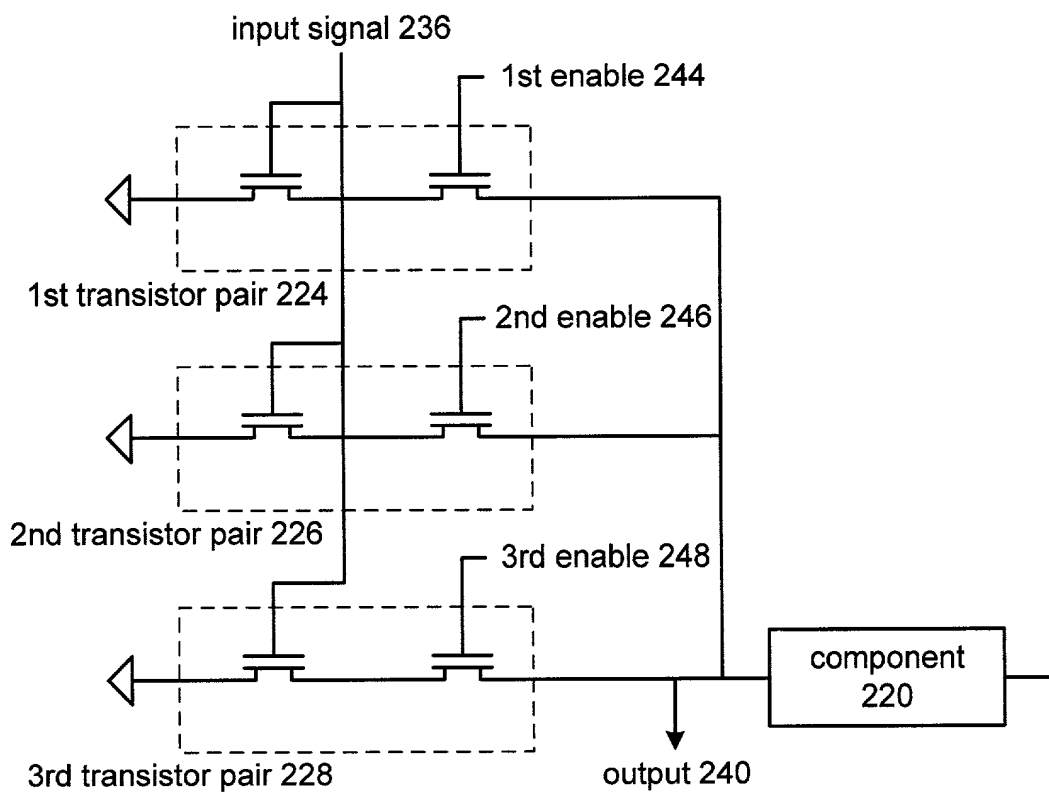 input signal 236
1st enable 244
1st transistor pair 224
2nd enable 246
2nd transistor pair 226
3rd enable 248
component
220
3rd transistor pair 228
output 240